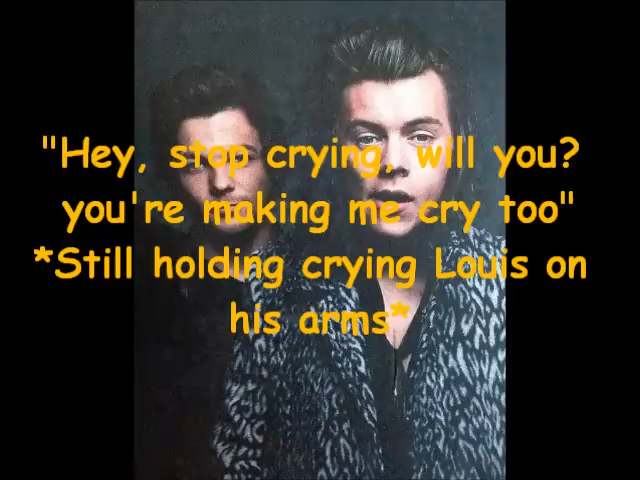 "Hey, stop crying, will you?
you're making me cry too"
*Still holding crying Louis on
his arms*